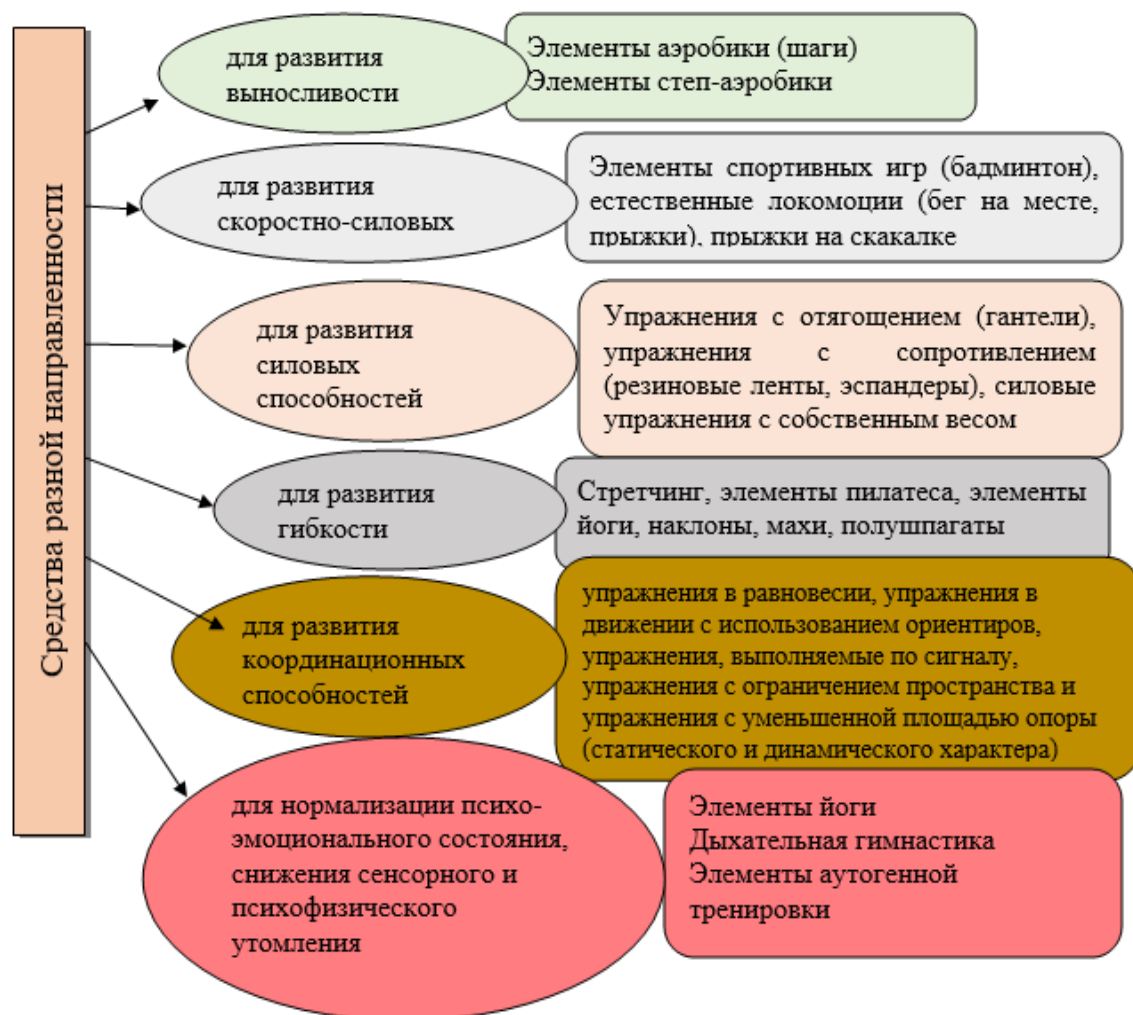 Средства разной направленности
для развития
выносливости
Элементы аэробики (шаги)
Элементы степ-аэробики
для развития
скоростно-силовых
Элементы спортивных игр (бадминтон),
естественные локомоции (бег на месте,
прыжки), прыжки на скакалке
для развития
силовых
способностей
Упражнения с отягощением (гантели),
упражнения с сопротивлением
(резиновые ленты, эспандеры), силовые
упражнения с собственным весом
для развития
гибкости
Стретчинг, элементы пилатеса, элементы
йоги, наклоны, махи, полушпагаты
для развития
координационных
способностей
упражнения в равновесии, упражнения в
движении с использованием ориентиров,
упражнения, выполняемые по сигналу,
упражнения с ограничением пространства и
упражнения с уменьшенной площадью опоры
(статического и динамического характера)
для нормализации психо-
эмоционального состояния,
снижения сенсорного и
психофизического
утомления
Элементы йоги
Дыхательная гимнастика
Элементы аутогенной
тренировки